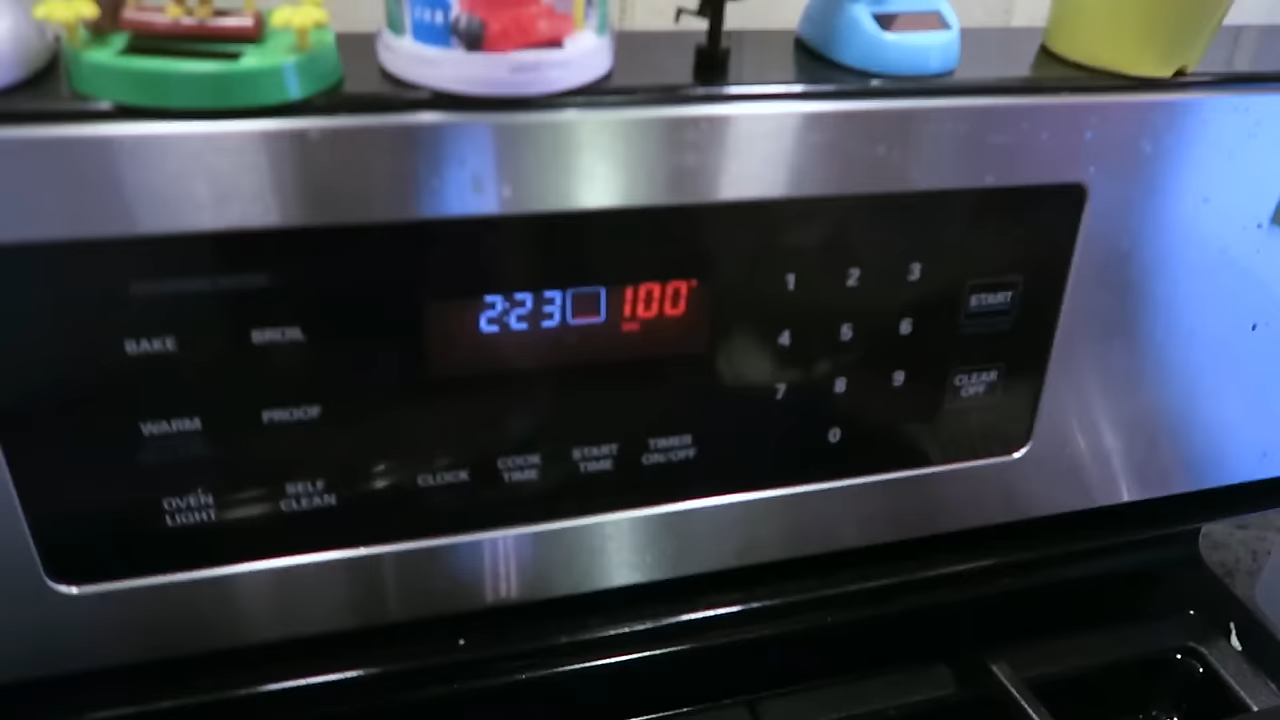 2:23 100°
1 2 3
START
BAKE BROIL
4 5 6
7 8 9
CLEAR
OFF
WARM PROOF
0
CLOCK
COOK
TIME
START
TIME
TIMER
ON/OFF
OVEN
LIGHT
SELF
CLEAN